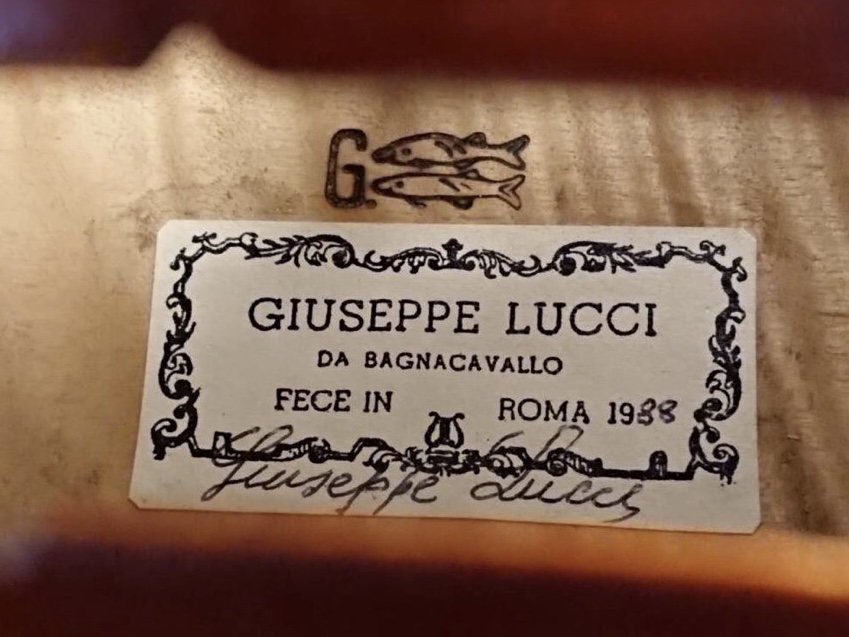 G.
GIUSEPPE LUCCI
DA BAGNACAVALLO
FECE IN ROMA 1988
Giuseppe Lucci